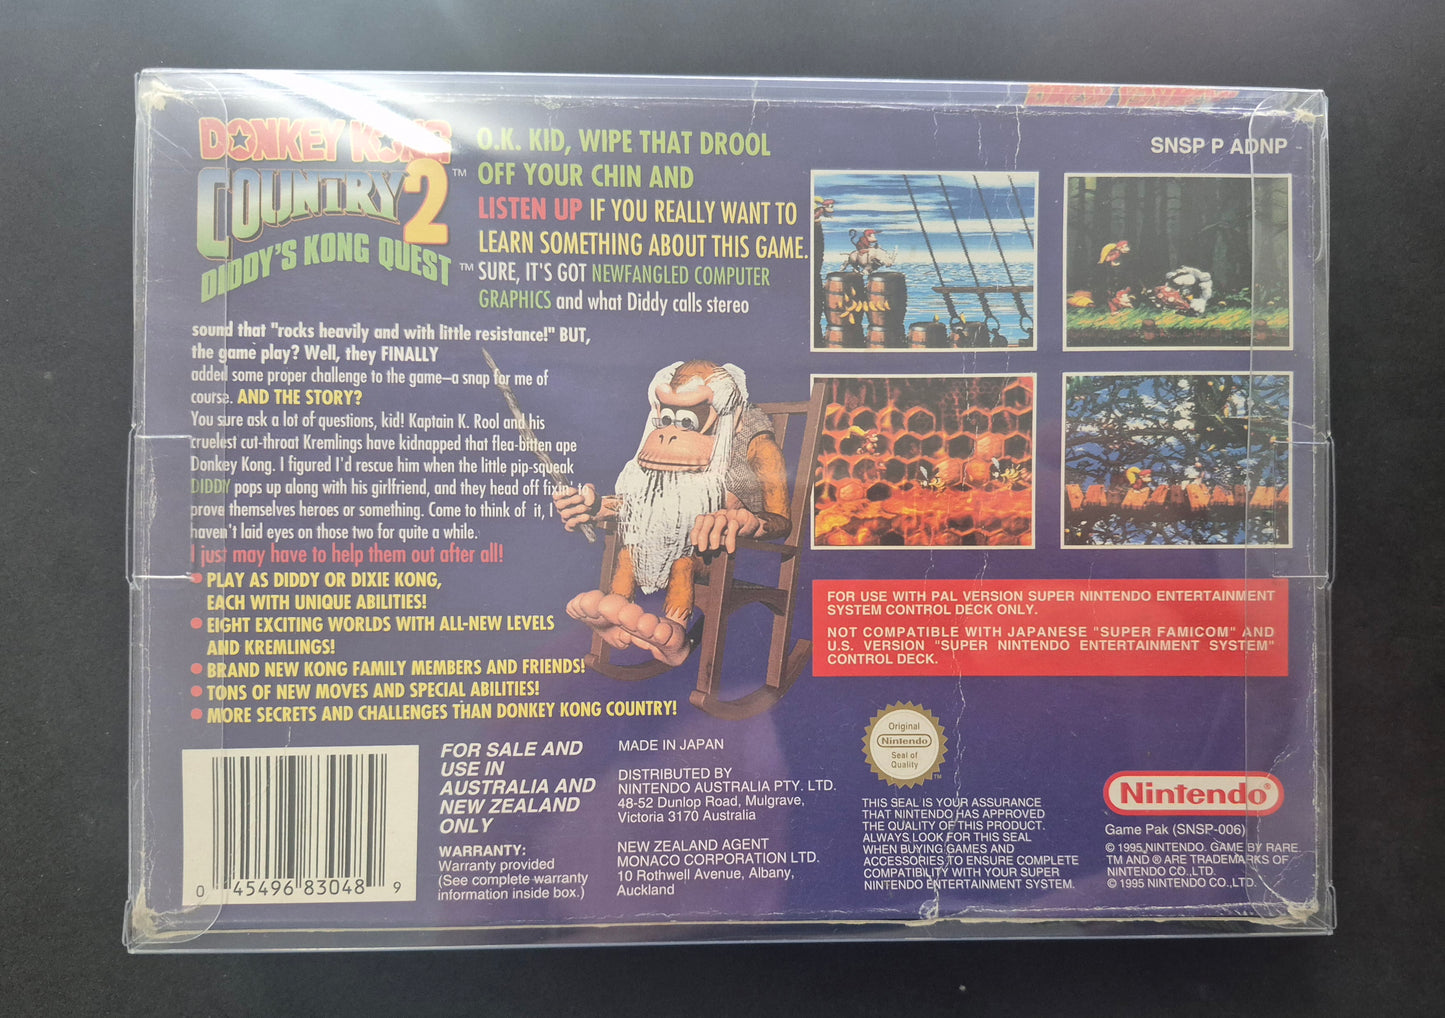 DONKEY KONG
COUNTRY 2 ™
DIDDY'S KONG QUEST ™
O.K. KID, WIPE THAT DROOL
OFF YOUR CHIN AND
LISTEN UP IF YOU REALLY WANT TO
LEARN SOMETHING ABOUT THIS GAME.
SURE, IT'S GOT NEWFANGLED COMPUTER
GRAPHICS and what Diddy calls stereo
sound that "rocks heavily and with little resistance!" BUT,
the game play? Well, they FINALLY
added some proper challenge to the game—a snap for me of
course. AND THE STORY?
You sure ask a lot of questions, kid! Kaptain K. Rool and his
cruelest cut-throat Kremlings have kidnapped that flea-bitten ape
Donkey Kong. I figured I'd rescue him when the little pip-squeak
DIDDY pops up along with his girlfriend, and they head off fixin' to
prove themselves heroes or something. Come to think of it, I
haven't laid eyes on those two for quite a while.
I just may have to help them out after all!
• PLAY AS DIDDY OR DIXIE KONG,
EACH WITH UNIQUE ABILITIES!
• EIGHT EXCITING WORLDS WITH ALL-NEW LEVELS
AND KREMLINGS!
• BRAND NEW KONG FAMILY MEMBERS AND FRIENDS!
• TONS OF NEW MOVES AND SPECIAL ABILITIES!
• MORE SECRETS AND CHALLENGES THAN DONKEY KONG COUNTRY!
SNSP P ADNP
FOR USE WITH PAL VERSION SUPER NINTENDO ENTERTAINMENT
SYSTEM CONTROL DECK ONLY.
NOT COMPATIBLE WITH JAPANESE "SUPER FAMICOM" AND
U.S. VERSION "SUPER NINTENDO ENTERTAINMENT SYSTEM"
CONTROL DECK.
0 45496 83048 9
FOR SALE AND
USE IN
AUSTRALIA AND
NEW ZEALAND
ONLY
WARRANTY:
Warranty provided
(See complete warranty
information inside box.)
MADE IN JAPAN
DISTRIBUTED BY
NINTENDO AUSTRALIA PTY. LTD.
48-52 Dunlop Road, Mulgrave,
Victoria 3170 Australia
NEW ZEALAND AGENT
MONACO CORPORATION LTD.
10 Rothwell Avenue, Albany,
Auckland
Original
Nintendo
Seal of
Quality
TM
THIS SEAL IS YOUR ASSURANCE
THAT NINTENDO HAS APPROVED
THE QUALITY OF THIS PRODUCT.
ALWAYS LOOK FOR THIS SEAL
WHEN BUYING GAMES AND
ACCESSORIES TO ENSURE COMPLETE
COMPATIBILITY WITH YOUR SUPER
NINTENDO ENTERTAINMENT SYSTEM.
Nintendo®
Game Pak (SNSP-006)
© 1995 NINTENDO. GAME BY RARE.
TM AND ® ARE TRADEMARKS OF
NINTENDO CO.,LTD.
© 1995 NINTENDO CO.,LTD.